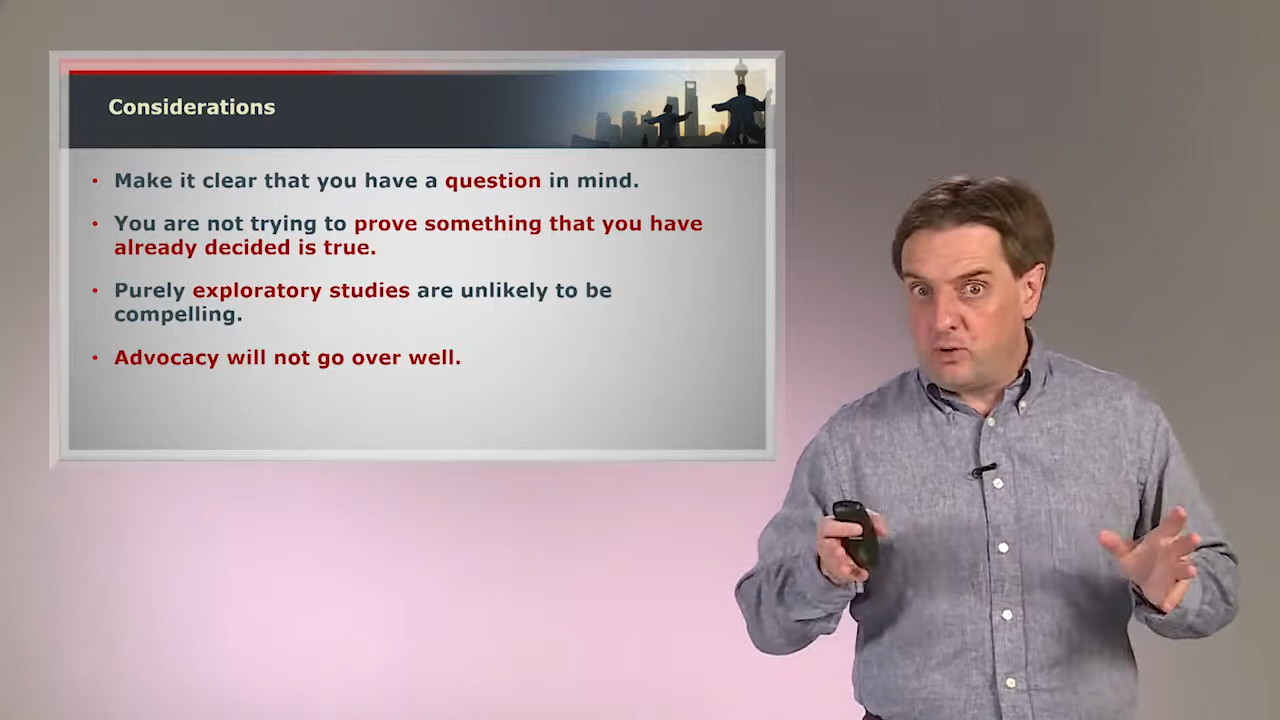 Considerations
• Make it clear that you have a question in mind.
• You are not trying to prove something that you have
already decided is true.
• Purely exploratory studies are unlikely to be
compelling.
• Advocacy will not go over well.